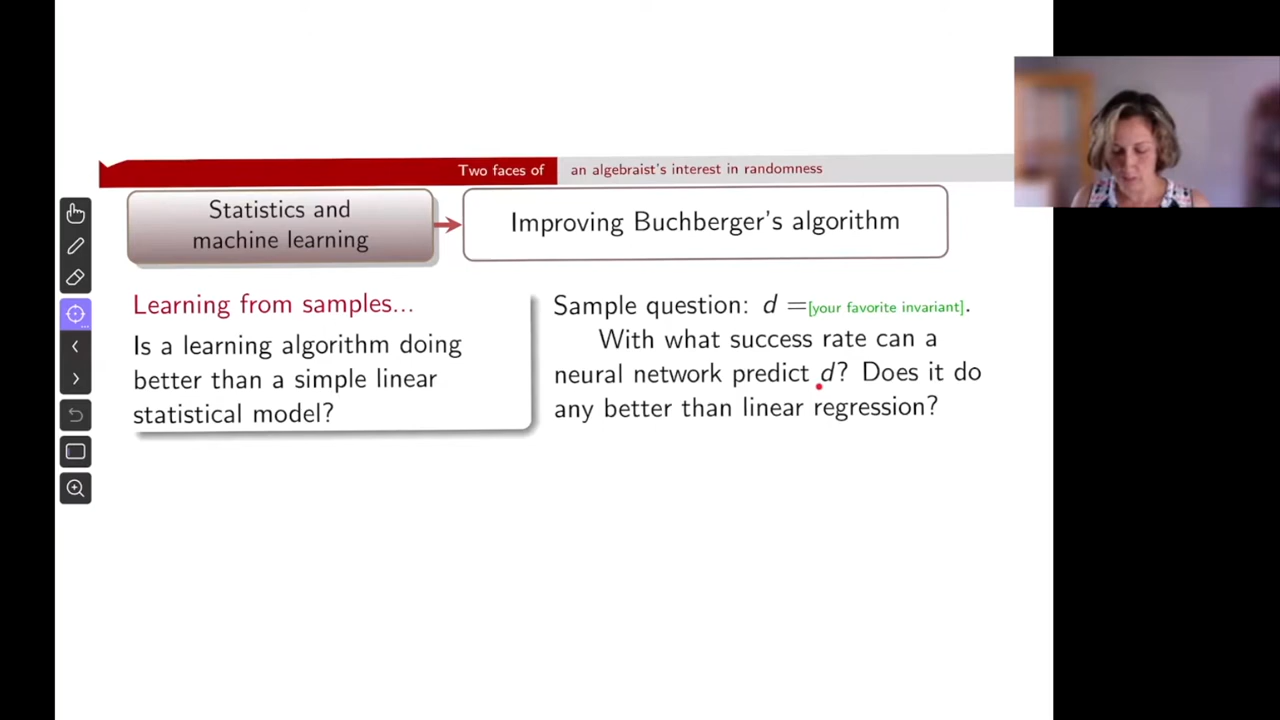 Two faces of an algebraist's interest in randomness
Statistics and
machine learning
Improving Buchberger's algorithm
Learning from samples...
Is a learning algorithm doing
better than a simple linear
statistical model?
Sample question: d =[your favorite invariant].
With what success rate can a
neural network predict d? Does it do
any better than linear regression?